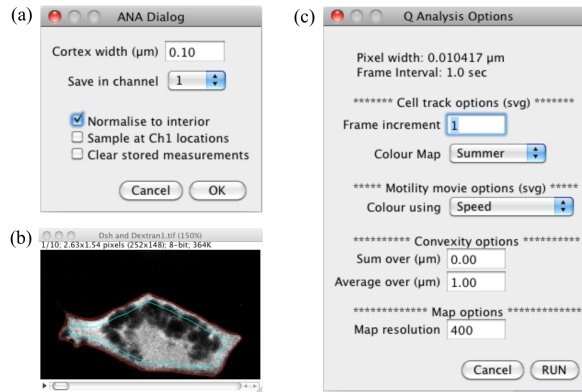 (a)
ANA Dialog
Cortex width (µm) 0.10
Save in channel 1
Normalise to interior
Sample at Ch1 locations
Clear stored measurements
Cancel OK
(b)
Dsh and Dextran1.tif (150%)
1/10; 2.63x1.54 pixels (252x148); 8-bit; 364K
(c)
Q Analysis Options
Pixel width: 0.010417 µm
Frame Interval: 1.0 sec
******* Cell track options (svg) *******
Frame increment 1
Colour Map Summer
***** Motility movie options (svg) *****
Colour using Speed
********** Convexity options **********
Sum over (µm) 0.00
Average over (µm) 1.00
************* Map options *************
Map resolution 400
Cancel RUN